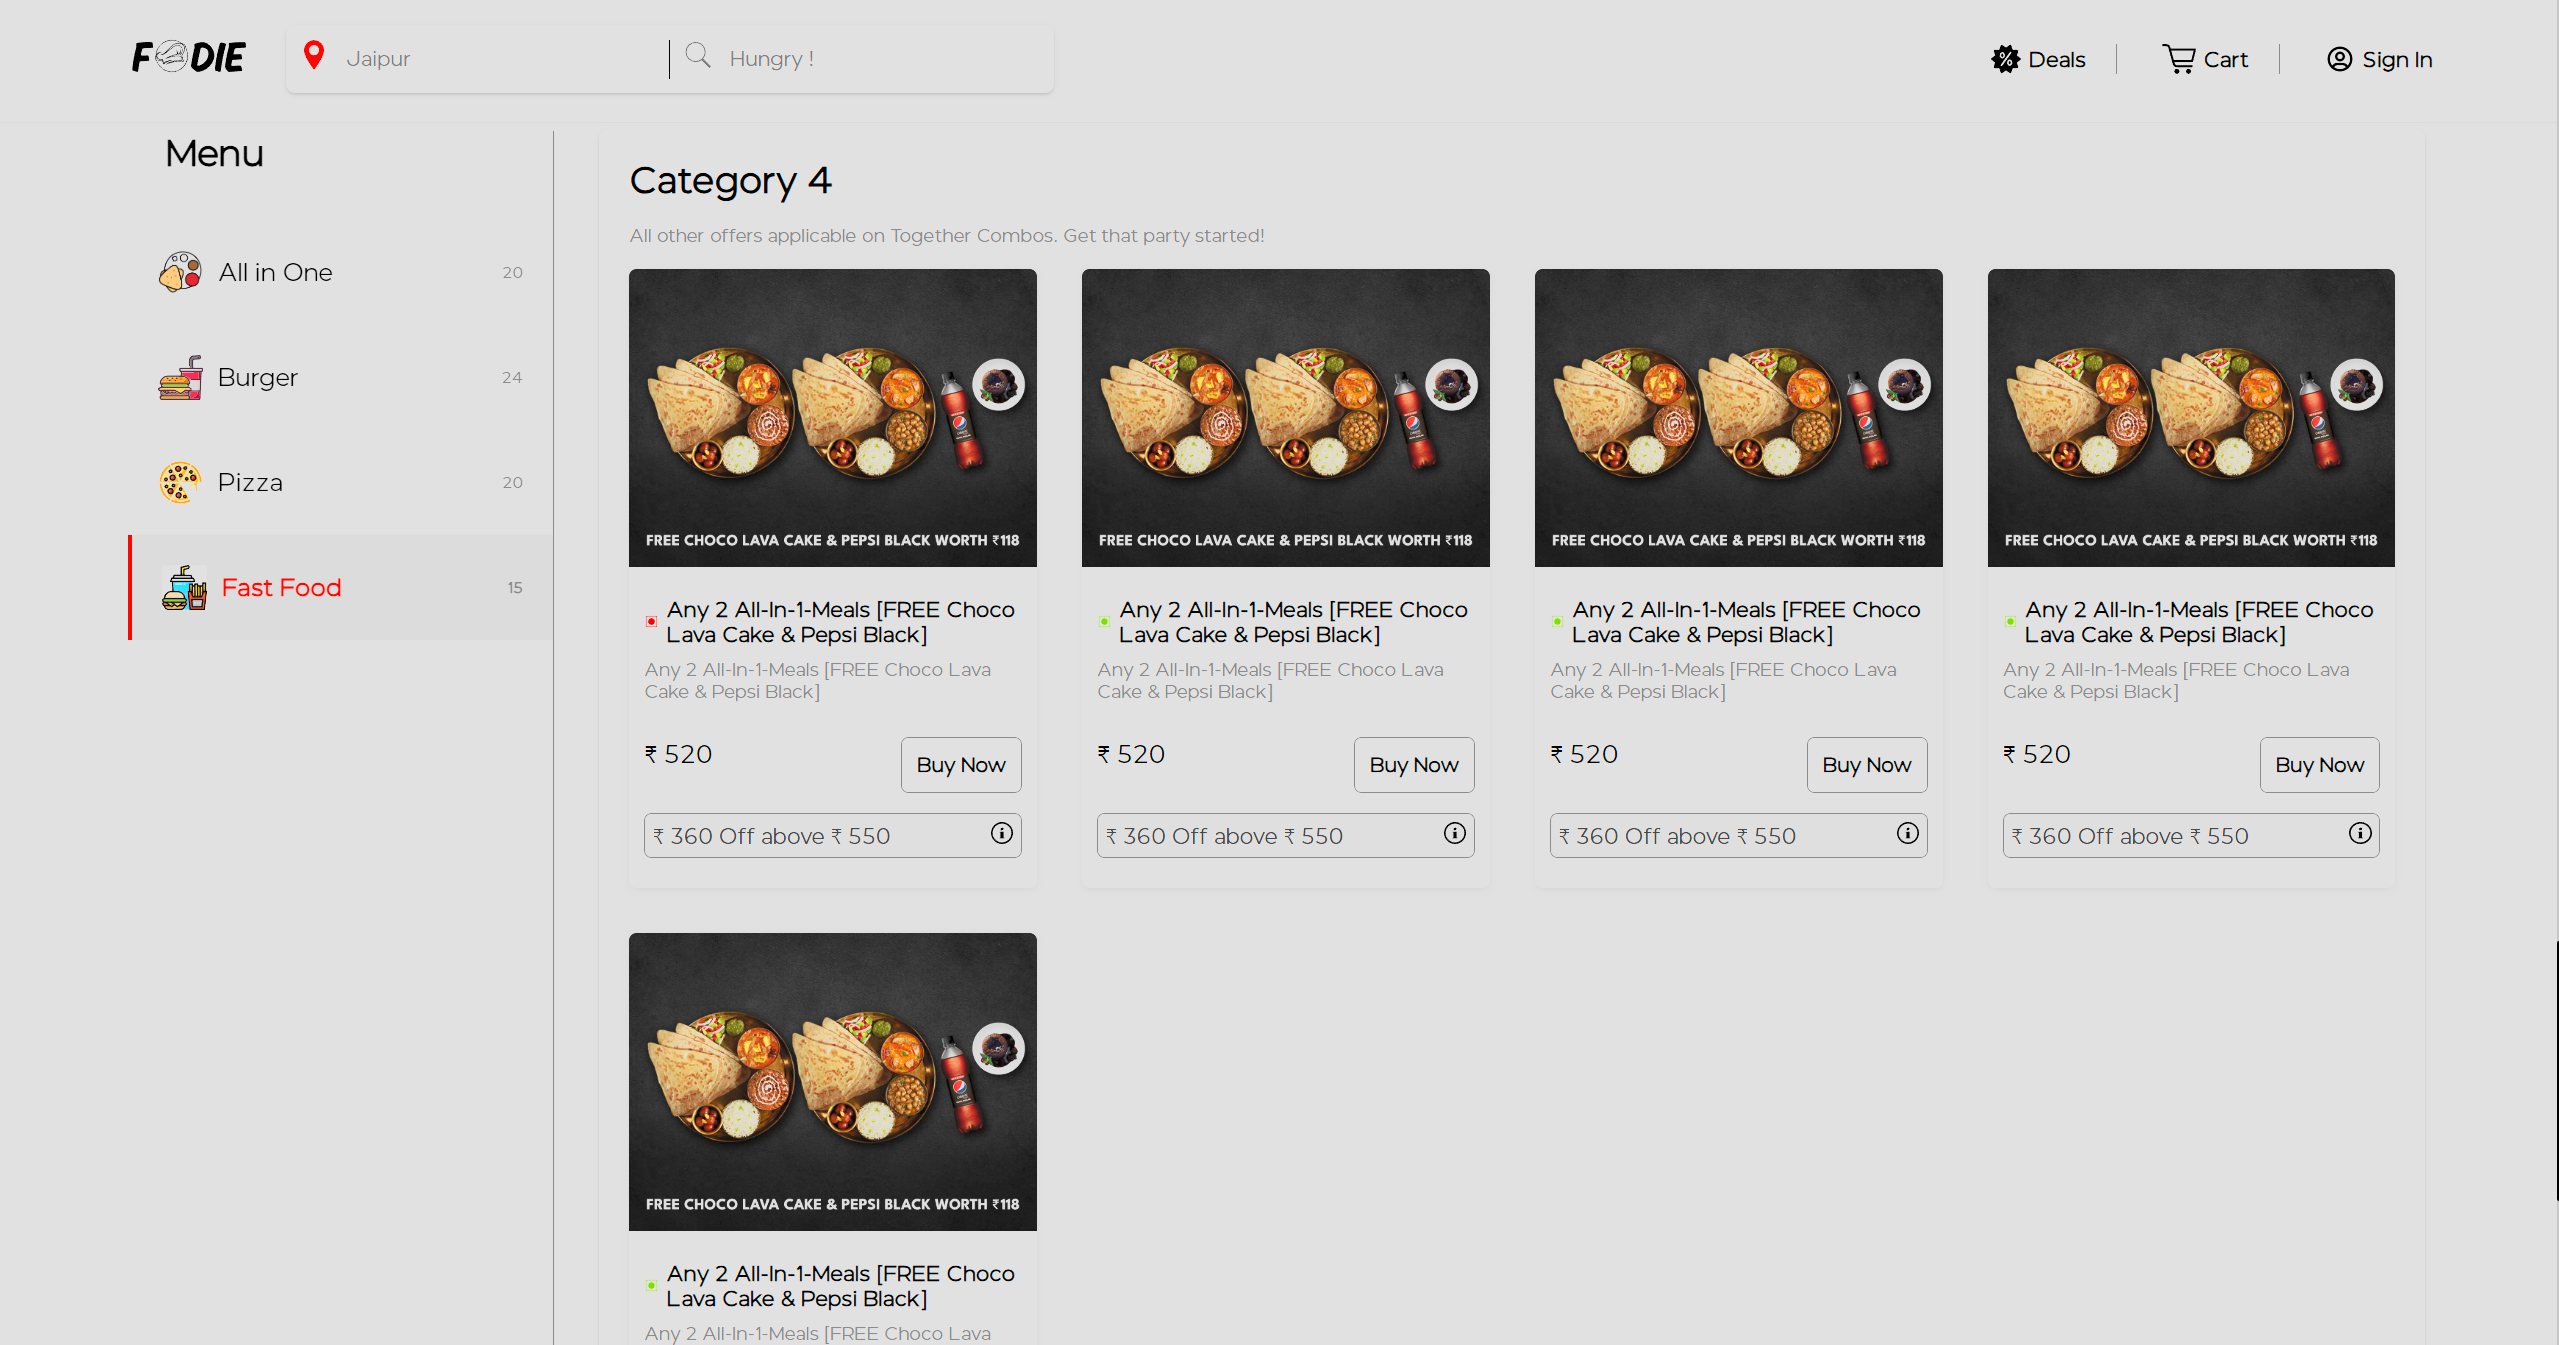 FOODIE
Jaipur
Hungry !
Deals
Cart
Sign In
Menu
All in One 20
Burger 24
Pizza 20
Fast Food 15
Category 4
All other offers applicable on Together Combos. Get that party started!
FREE CHOCO LAVA CAKE & PEPSI BLACK WORTH ₹118
Any 2 All-In-1-Meals [FREE Choco
Lava Cake & Pepsi Black]
Any 2 All-In-1-Meals [FREE Choco Lava
Cake & Pepsi Black]
₹ 520
Buy Now
₹ 360 Off above ₹ 550
FREE CHOCO LAVA CAKE & PEPSI BLACK WORTH ₹118
Any 2 All-In-1-Meals [FREE Choco
Lava Cake & Pepsi Black]
Any 2 All-In-1-Meals [FREE Choco Lava
Cake & Pepsi Black]
₹ 520
Buy Now
₹ 360 Off above ₹ 550
FREE CHOCO LAVA CAKE & PEPSI BLACK WORTH ₹118
Any 2 All-In-1-Meals [FREE Choco
Lava Cake & Pepsi Black]
Any 2 All-In-1-Meals [FREE Choco Lava
Cake & Pepsi Black]
₹ 520
Buy Now
₹ 360 Off above ₹ 550
FREE CHOCO LAVA CAKE & PEPSI BLACK WORTH ₹118
Any 2 All-In-1-Meals [FREE Choco
Lava Cake & Pepsi Black]
Any 2 All-In-1-Meals [FREE Choco Lava
Cake & Pepsi Black]
₹ 520
Buy Now
₹ 360 Off above ₹ 550
FREE CHOCO LAVA CAKE & PEPSI BLACK WORTH ₹118
Any 2 All-In-1-Meals [FREE Choco
Lava Cake & Pepsi Black]
Any 2 All-In-1-Meals [FREE Choco Lava